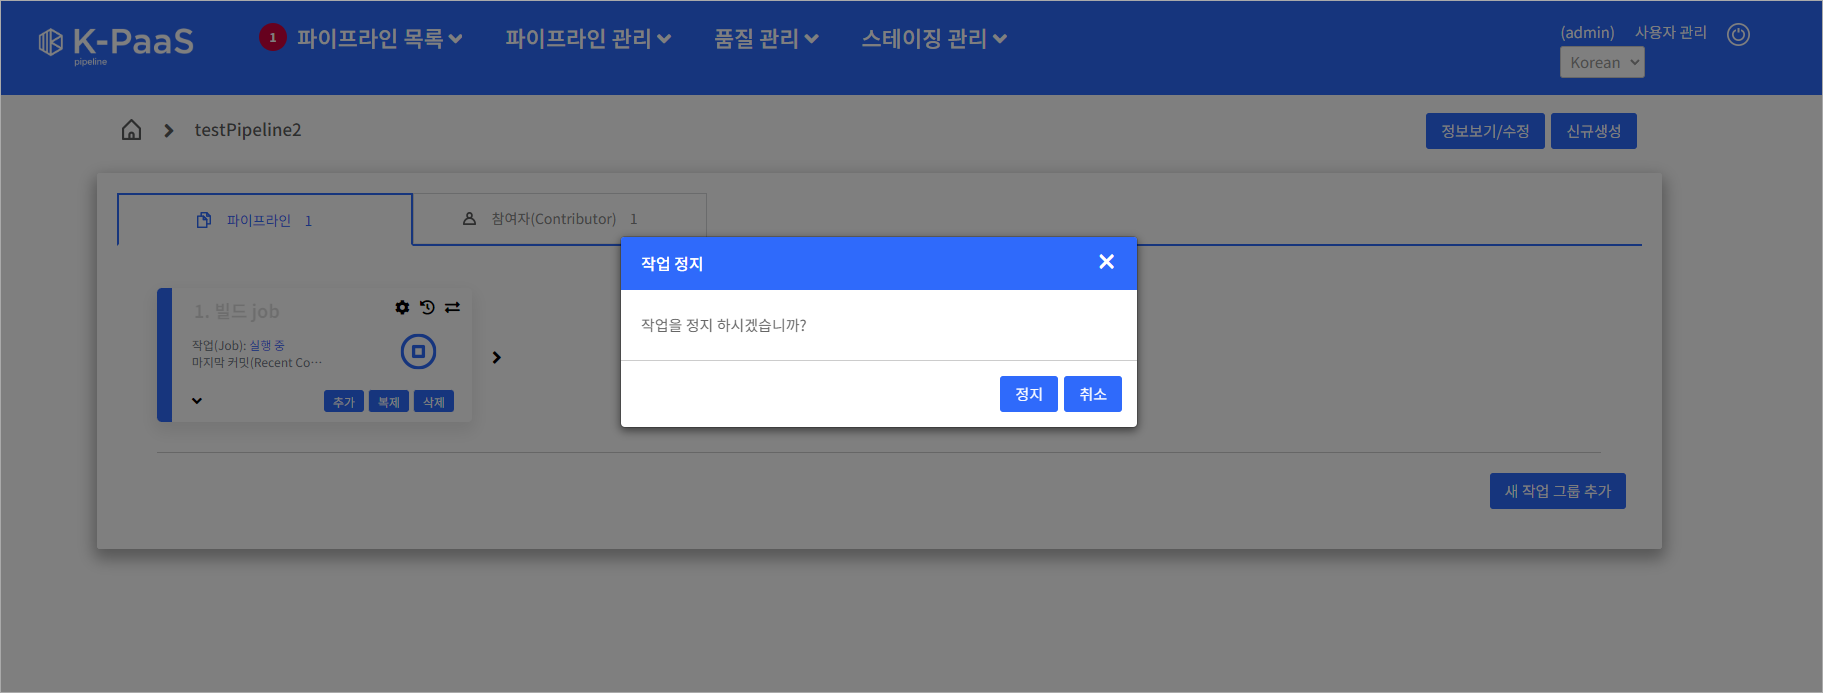 K-PaaS
pipeline
1 파이프라인 목록 파이프라인 관리 품질 관리 스테이징 관리
(admin) 사용자 관리
Korean
testPipeline2
정보보기/수정 신규생성
파이프라인 1
참여자(Contributor) 1
작업 정지
작업을 정지 하시겠습니까?
정지 취소
1. 빌드 job
작업(Job): 실행 중
마지막 커밋(Recent Co…
추가 복제 삭제
새 작업 그룹 추가